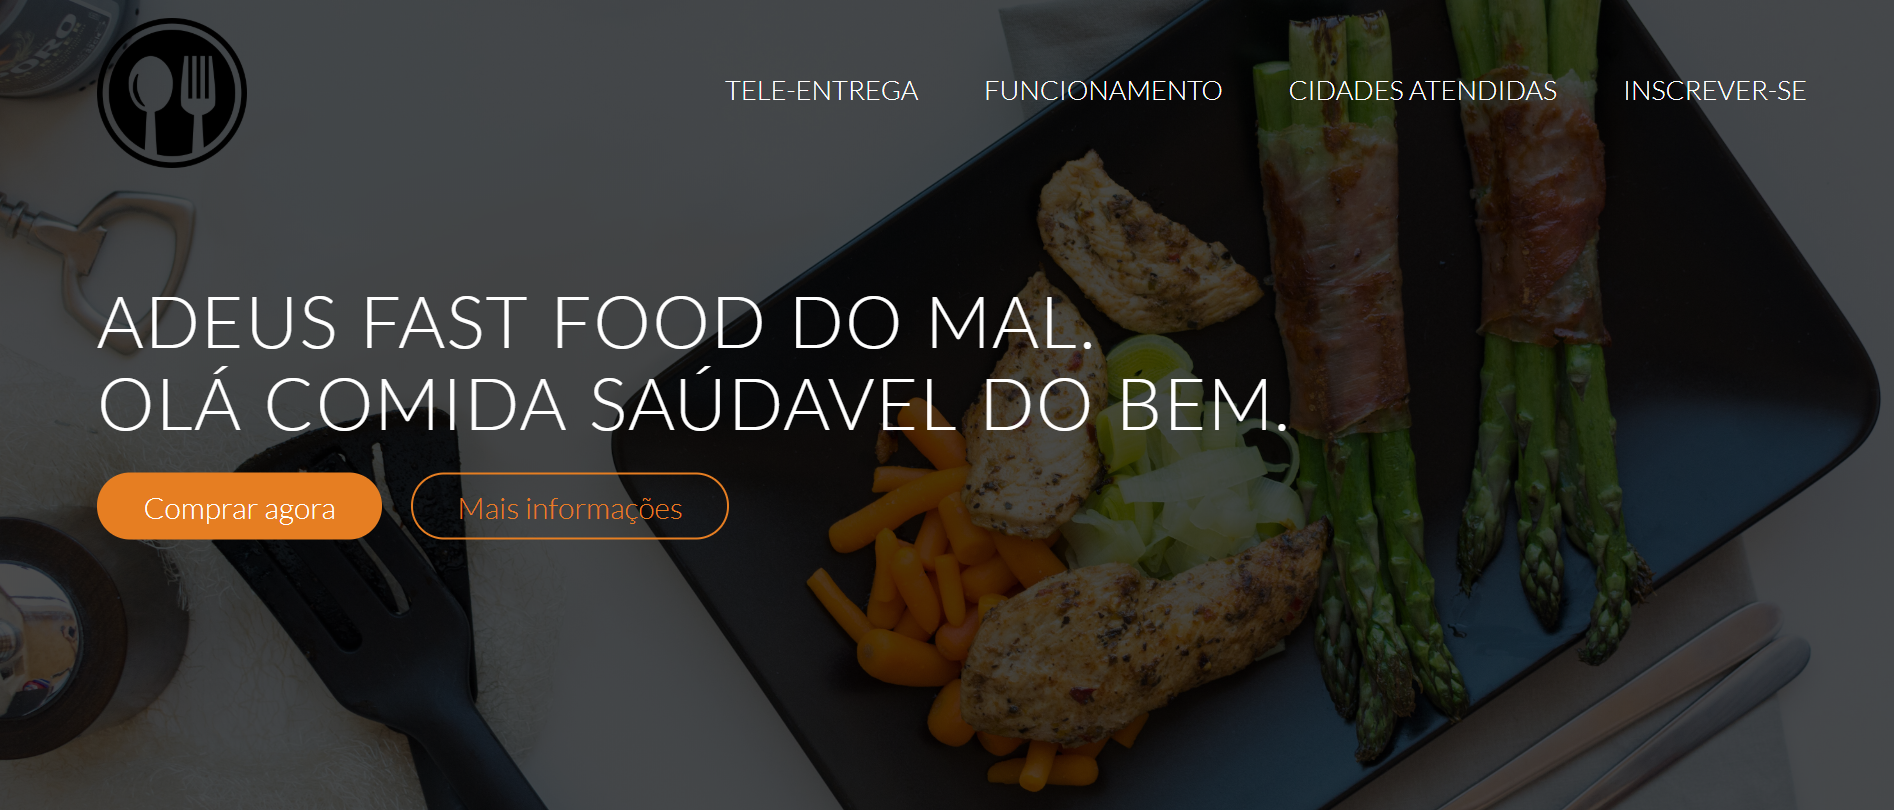 TELE-ENTREGA FUNCIONAMENTO CIDADES ATENDIDAS INSCREVER-SE
ADEUS FAST FOOD DO MAL.
OLÁ COMIDA SAÚDAVEL DO BEM.
Comprar agora Mais informações